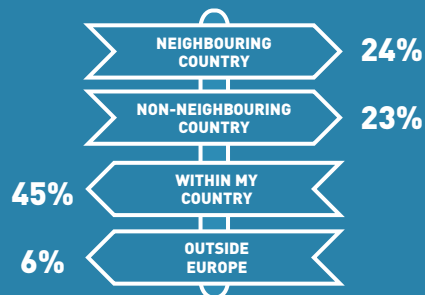 NEIGHBOURING
COUNTRY
24%
NON-NEIGHBOURING
COUNTRY
23%
45%
WITHIN MY
COUNTRY
6%
OUTSIDE
EUROPE